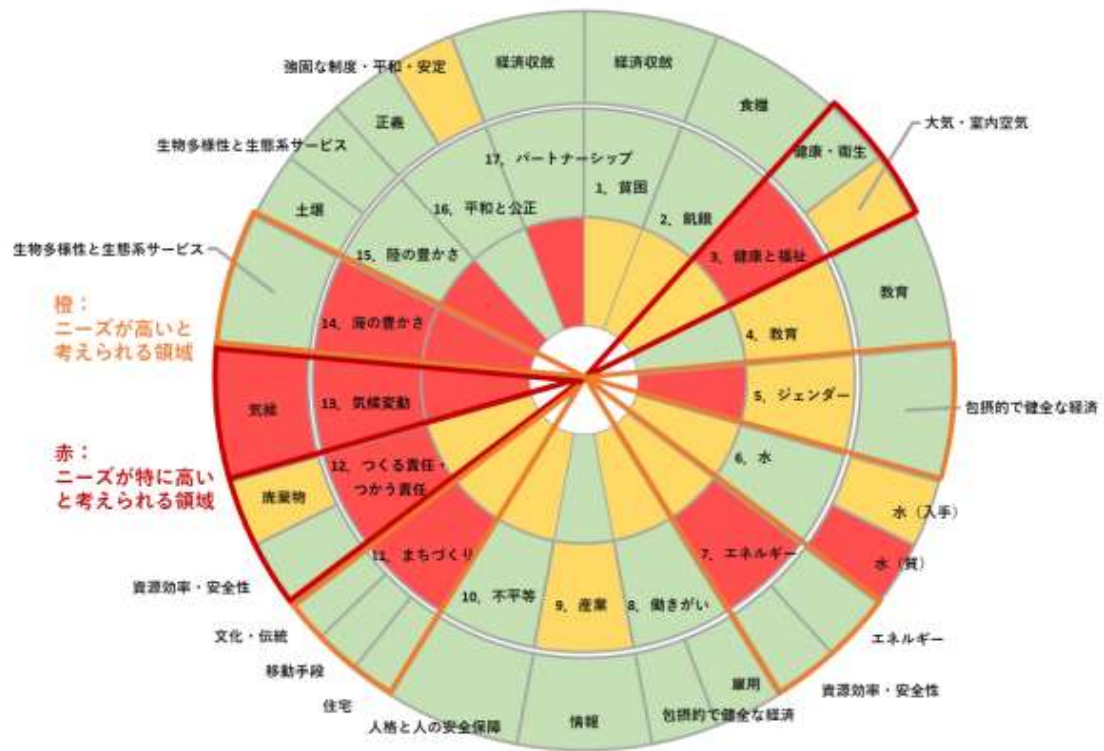 経済収斂
経済収斂
強固な制度・平和・安定
食糧
正義
大気・室内空気
生物多様性と生態系サービス
健康・衛生
17、パートナーシップ
1、貧困
16、平和と公正
2、飢餓
土壌
生物多様性と生態系サービス
15、陸の豊かさ
3、健康と福祉
教育
橙：
ニーズが高いと
考えられる領域
14、海の豊かさ
4、教育
気候
13、気候変動
5、ジェンダー
包摂的で健全な経済
赤：
ニーズが特に高い
と考えられる領域
12、つくる責任・
つかう責任
6、水
廃棄物
水（入手）
11、まちづくり
7、エネルギー
水（質）
資源効率・安全性
10、不平等
9、産業
8、働きがい
文化・伝統
エネルギー
移動手段
雇用
資源効率・安全性
住宅
人格と人の安全保障
情報
包摂的で健全な経済